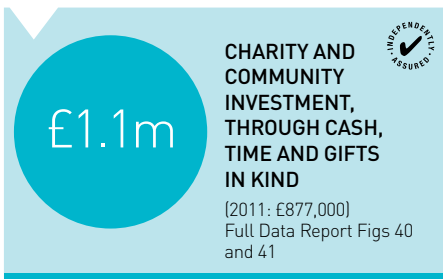 £1.1m
CHARITY AND
COMMUNITY
INVESTMENT,
THROUGH CASH,
TIME AND GIFTS
IN KIND
(2011: £877,000)
Full Data Report Figs 40
and 41
·INDEPENDENTLY·
ASSURED